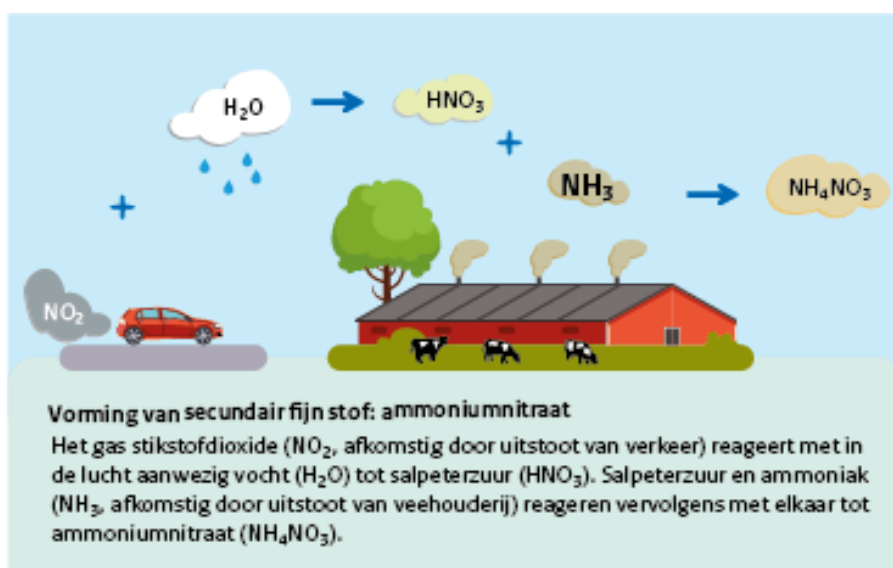 H₂O → HNO₃
+
NH₃ → NH₄NO₃
+
NO₂
Vorming van secundair fijn stof: ammoniumnitraat
Het gas stikstofdioxide (NO₂, afkomstig door uitstoot van verkeer) reageert met in
de lucht aanwezig vocht (H₂O) tot salpeterzuur (HNO₃). Salpeterzuur en ammoniak
(NH₃, afkomstig door uitstoot van veehouderij) reageren vervolgens met elkaar tot
ammoniumnitraat (NH₄NO₃).